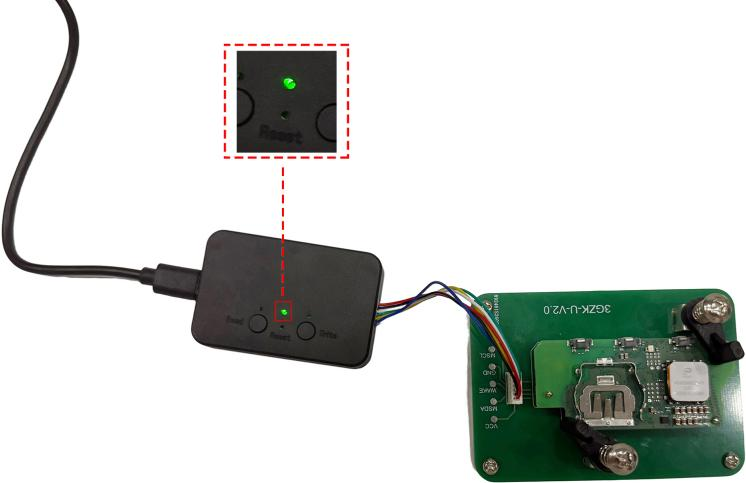 Reset
Read
Reset
Write
3GZK-U-V2.0
MSCL
GND
WAKE
MSDA
VCC